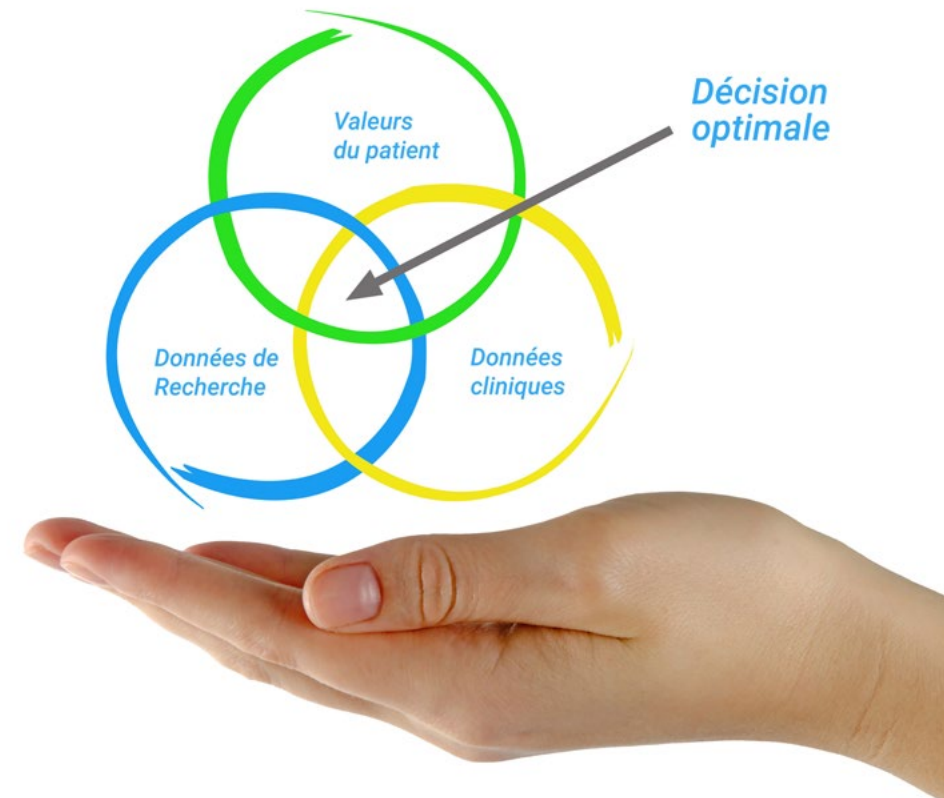 Décision
optimale
Valeurs
du patient
Données de
Recherche
Données
cliniques